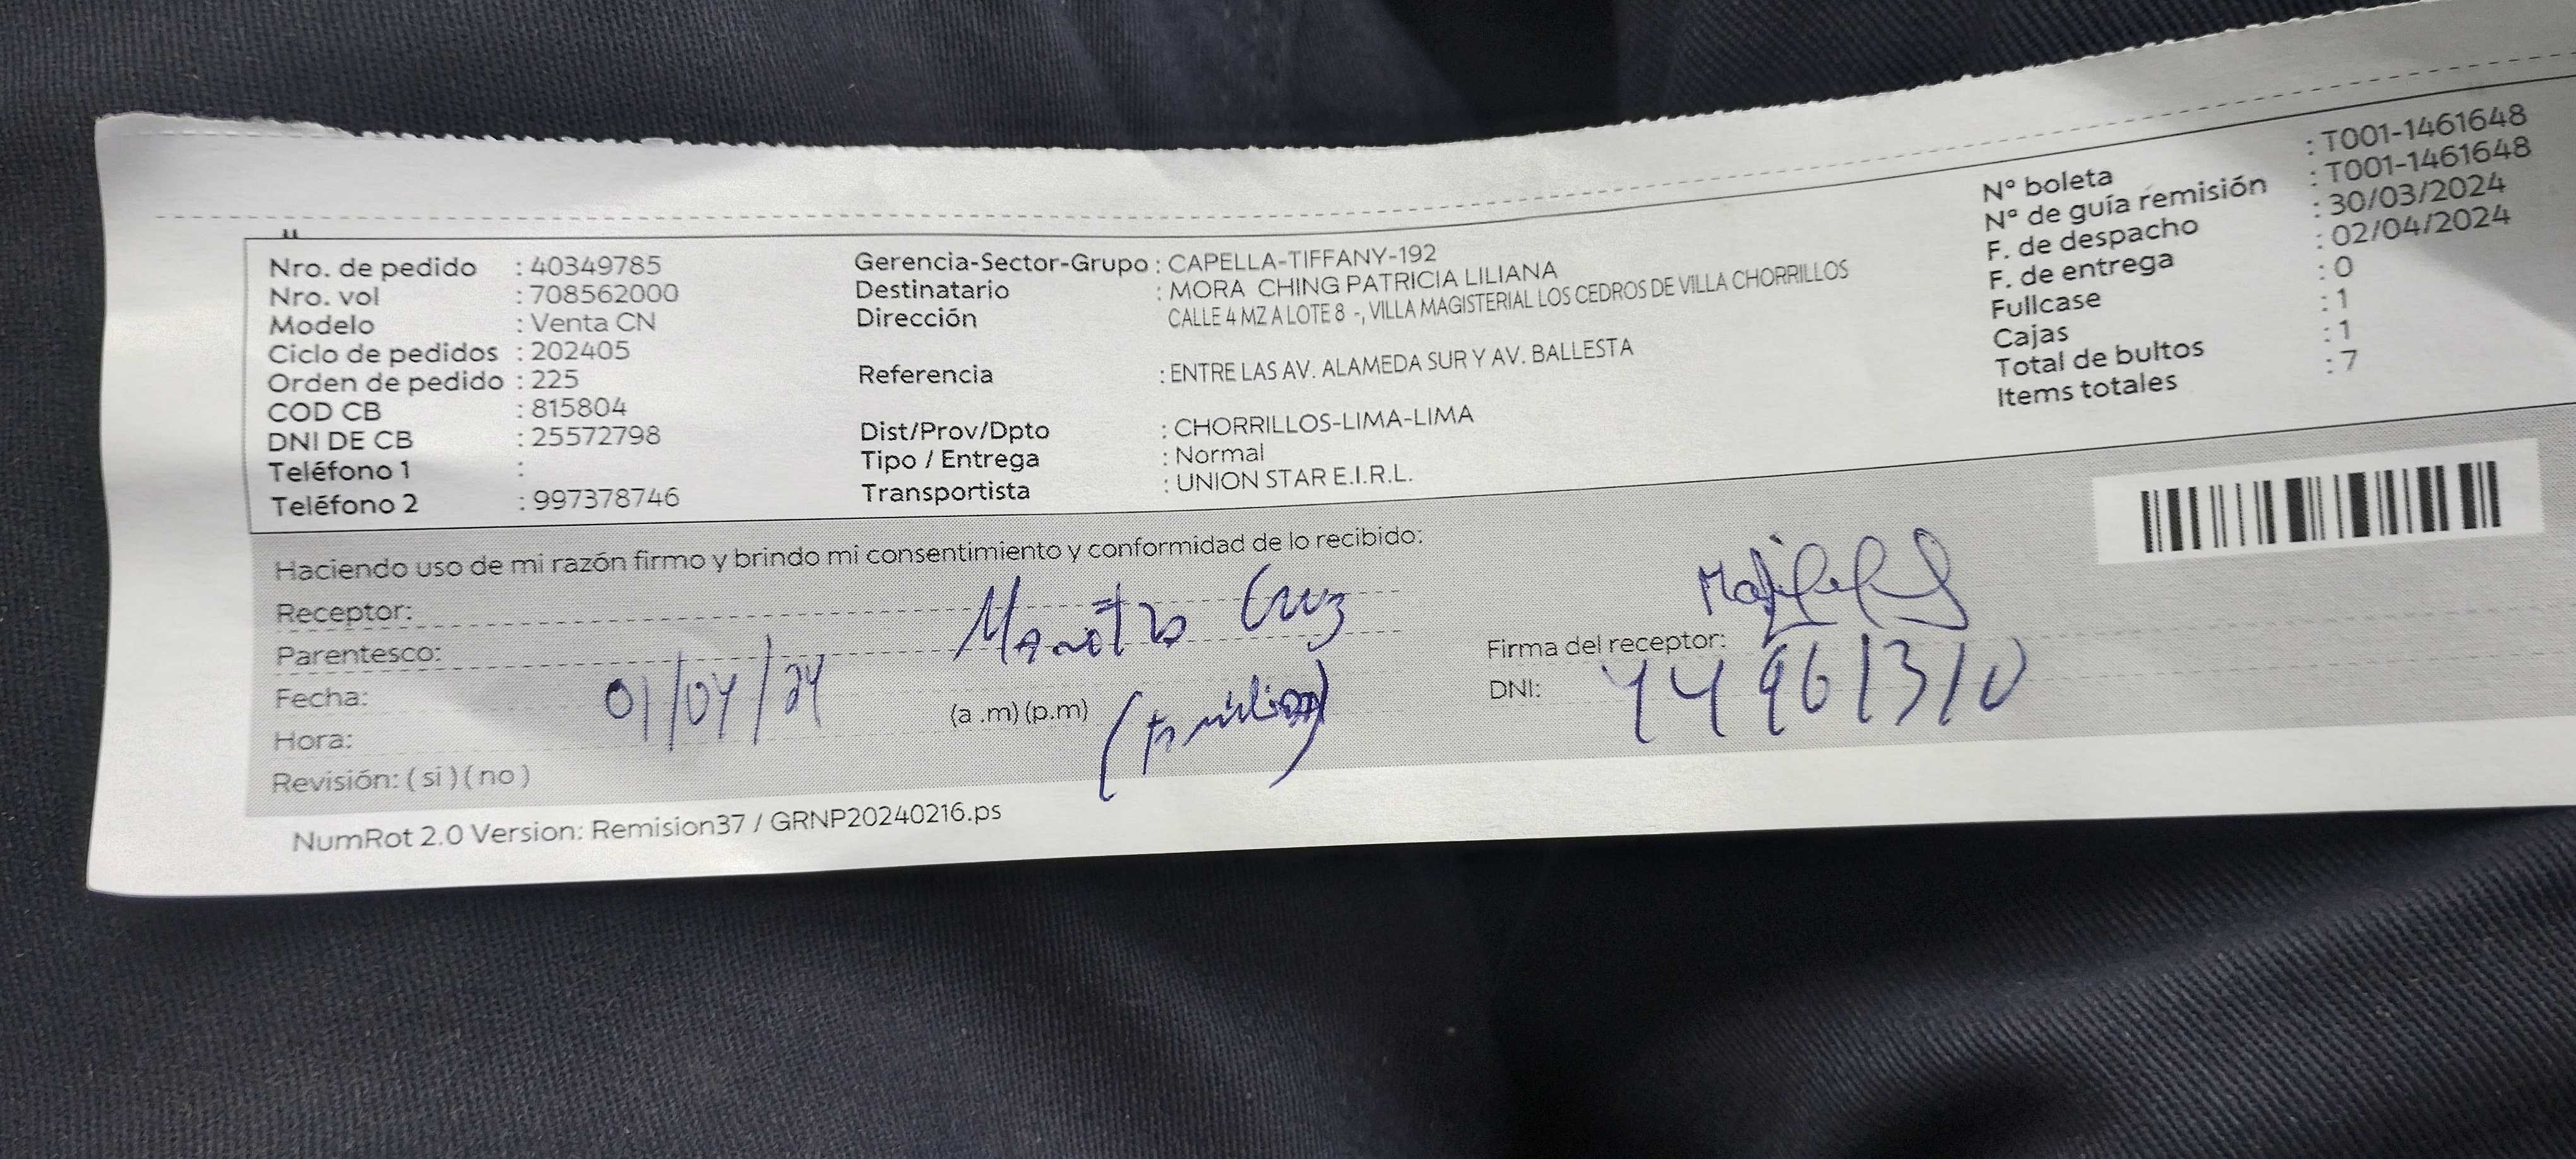 Nro. de pedido : 40349785
Nro. vol : 708562000
Modelo : Venta CN
Ciclo de pedidos : 202405
Orden de pedido : 225
COD CB : 815804
DNI DE CB : 25572798
Teléfono 1 :
Teléfono 2 : 997378746
Gerencia-Sector-Grupo : CAPELLA-TIFFANY-192
Destinatario : MORA CHING PATRICIA LILIANA
Dirección CALLE 4 MZ A LOTE 8 -, VILLA MAGISTERIAL LOS CEDROS DE VILLA CHORRILLOS
Referencia : ENTRE LAS AV. ALAMEDA SUR Y AV. BALLESTA
Dist/Prov/Dpto : CHORRILLOS-LIMA-LIMA
Tipo / Entrega : Normal
Transportista : UNION STAR E.I.R.L.
N° boleta : T001-1461648
N° de guía remisión : T001-1461648
F. de despacho : 30/03/2024
F. de entrega : 02/04/2024
Fullcase : 0
Cajas : 1
Total de bultos : 1
Items totales : 7
Haciendo uso de mi razón firmo y brindo mi consentimiento y conformidad de lo recibido:
Receptor: Cruz
Parentesco:
Fecha: 01/04/24
Hora: (a.m) (p.m)
Revisión: (si) (no)
Firma del receptor:
DNI: 44961310
NumRot 2.0 Version: Remision37 / GRNP20240216.ps